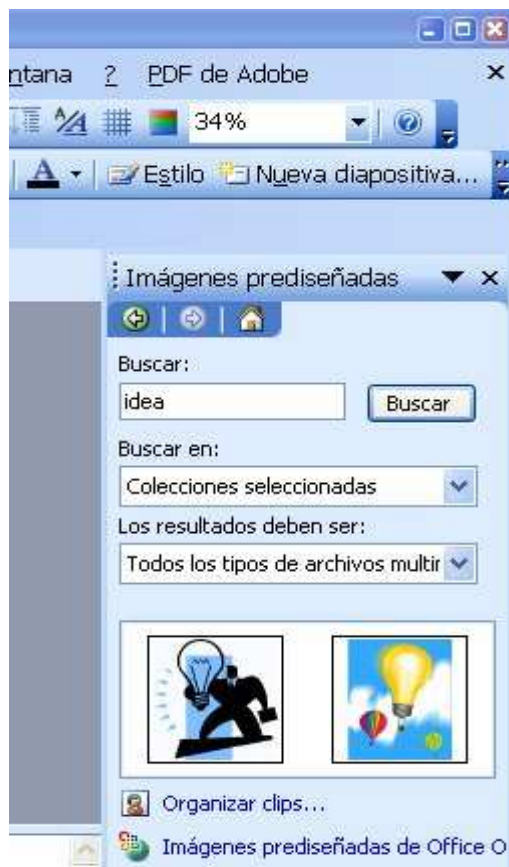 ntana ? PDF de Adobe
34%
A Estilo Nueva diapositiva...
Imágenes prediseñadas
Buscar:
idea Buscar
Buscar en:
Colecciones seleccionadas
Los resultados deben ser:
Todos los tipos de archivos multir
Organizar clips...
Imágenes prediseñadas de Office O